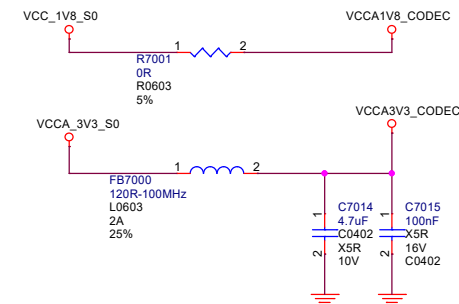 VCC_1V8_S0
VCCA1V8_CODEC
1
2
R7001
0R
R0603
5%
VCCA_3V3_S0
VCCA3V3_CODEC
1
2
FB7000
120R-100MHz
L0603
2A
25%
1
2
C7014
4.7uF
C0402
X5R
10V
1
2
C7015
100nF
X5R
16V
C0402